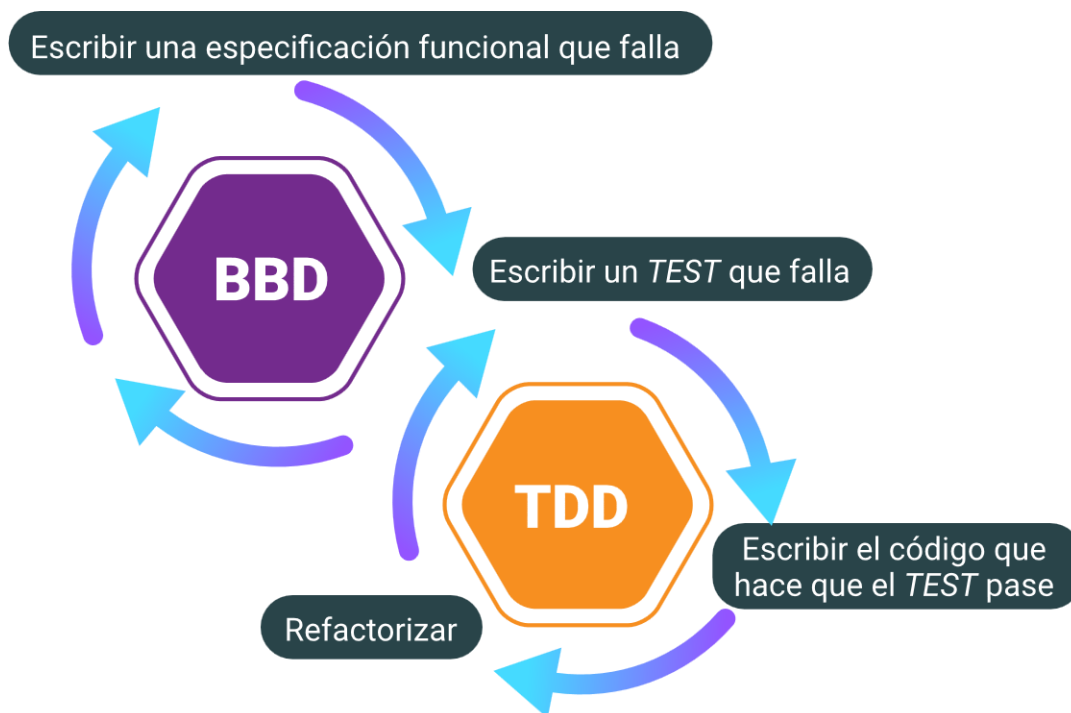 Escribir una especificación funcional que falla
BBD
Escribir un TEST que falla
TDD
Escribir el código que
hace que el TEST pase
Refactorizar